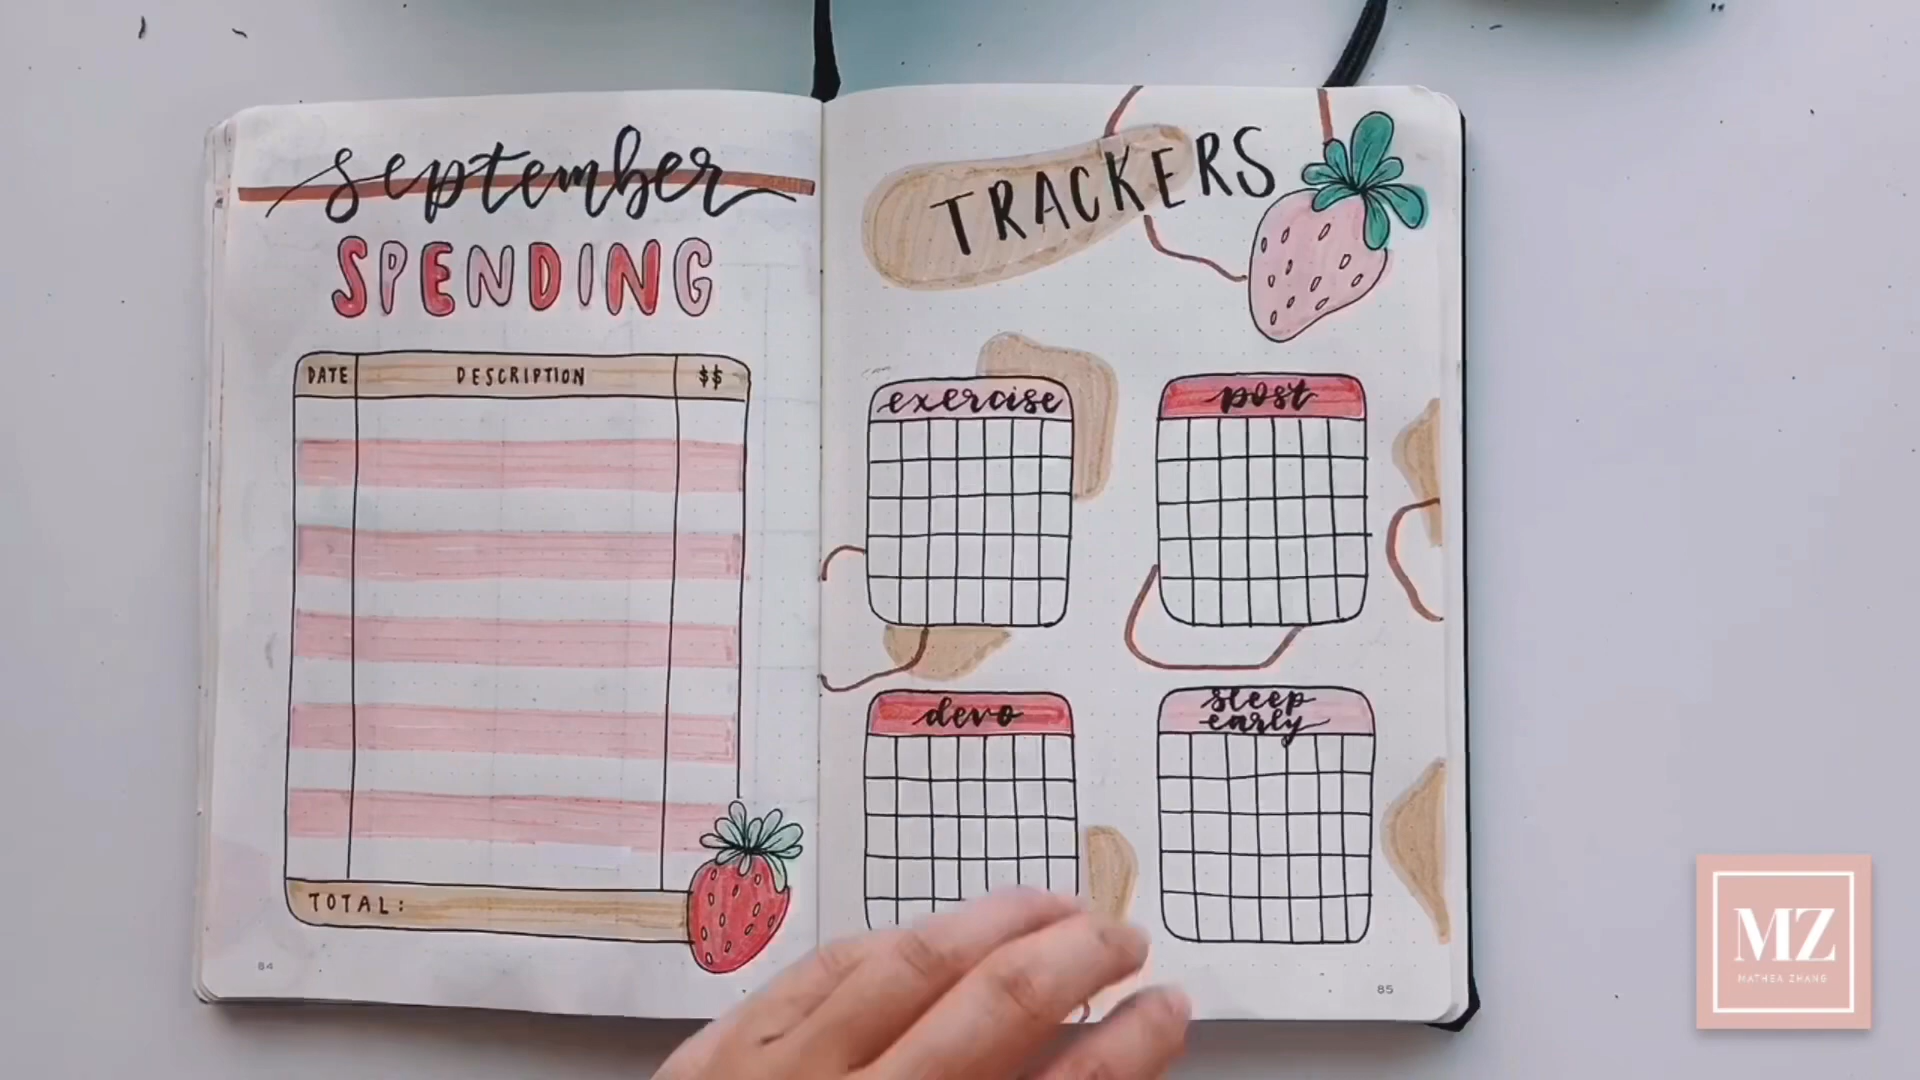 september
SPENDING
DATE DESCRIPTION $$
TOTAL:
84
TRACKERS
exercise
post
devo
sleep
early
85
MZ
MATHEA ZHANG